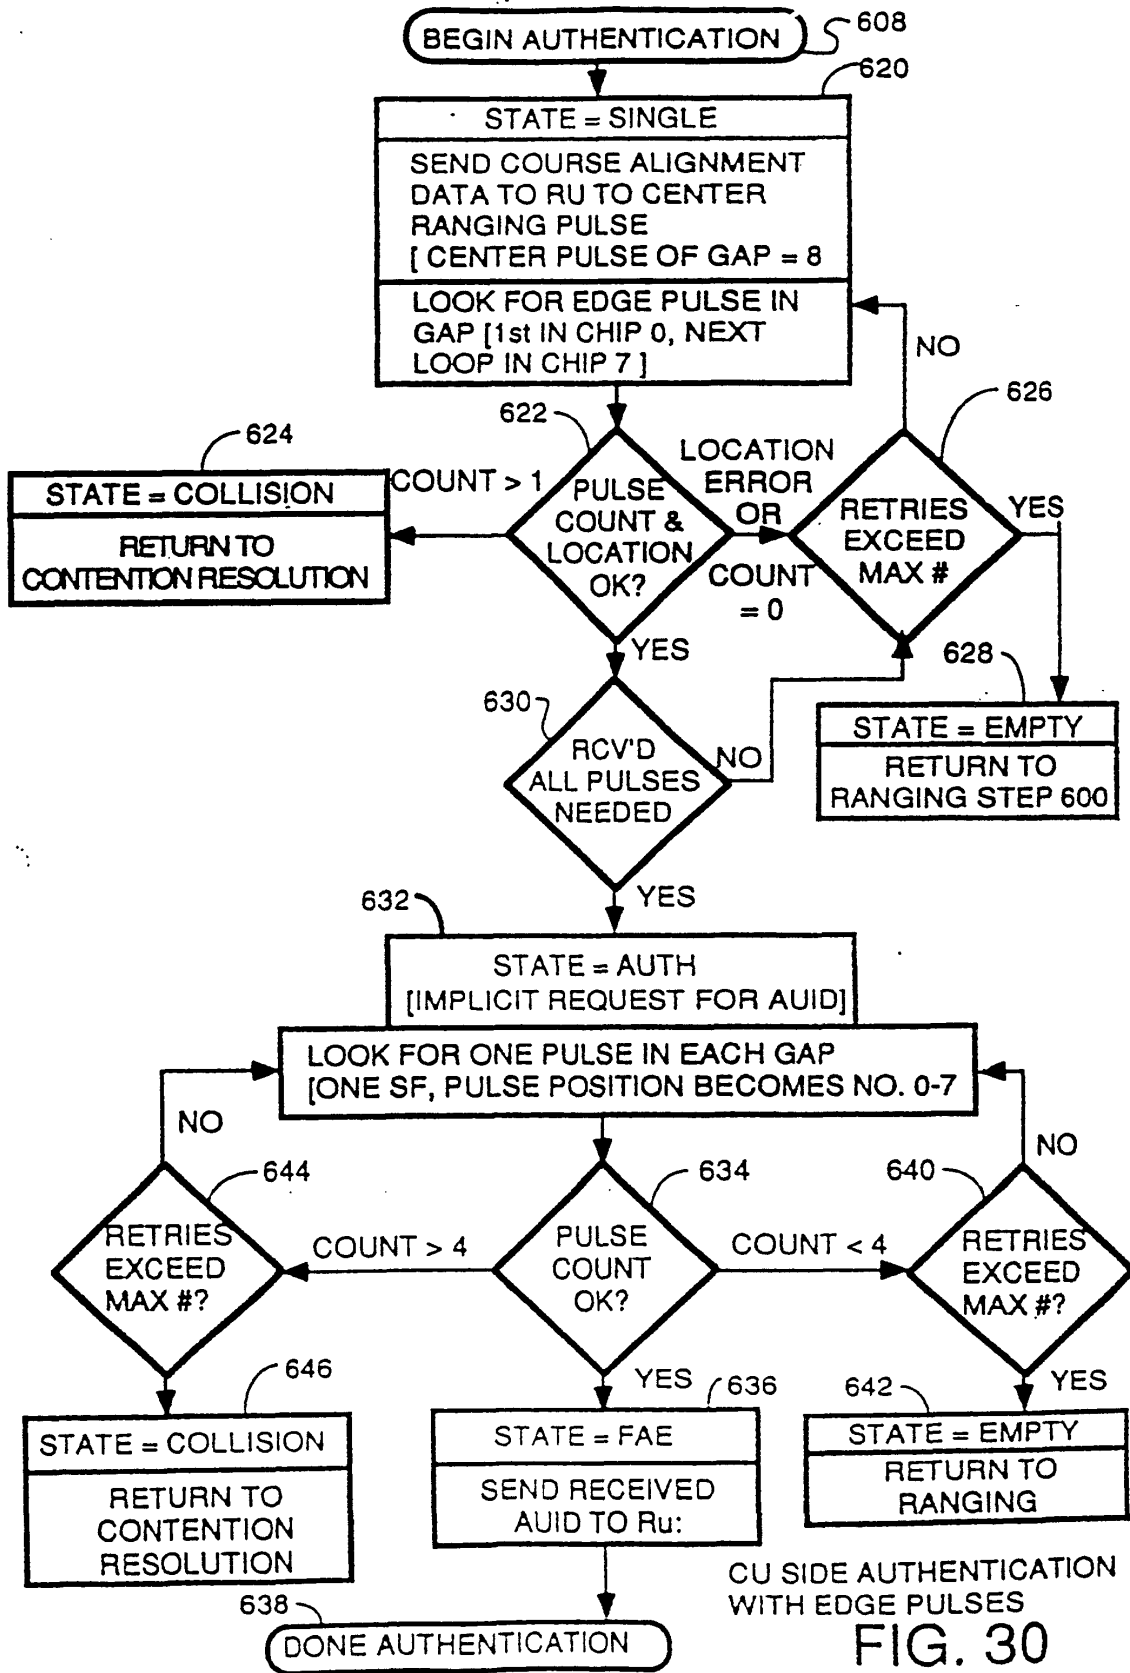 BEGIN AUTHENTICATION
608
620
STATE = SINGLE
SEND COURSE ALIGNMENT
DATA TO RU TO CENTER
RANGING PULSE
[ CENTER PULSE OF GAP = 8
LOOK FOR EDGE PULSE IN
GAP [1st IN CHIP 0, NEXT
LOOP IN CHIP 7 ]
NO
622
626
624
STATE = COLLISION
RETURN TO
CONTENTION RESOLUTION
COUNT > 1
PULSE
COUNT &
LOCATION
OK?
LOCATION
ERROR
OR
COUNT
= 0
RETRIES
EXCEED
MAX #
YES
YES
628
STATE = EMPTY
RETURN TO
RANGING STEP 600
630
RCV'D
ALL PULSES
NEEDED
NO
YES
632
STATE = AUTH
[IMPLICIT REQUEST FOR AUID]
LOOK FOR ONE PULSE IN EACH GAP
[ONE SF, PULSE POSITION BECOMES NO. 0-7
NO
NO
644
634
640
RETRIES
EXCEED
MAX #?
COUNT > 4
PULSE
COUNT
OK?
COUNT < 4
RETRIES
EXCEED
MAX #?
646
YES
636
642
YES
STATE = COLLISION
RETURN TO
CONTENTION
RESOLUTION
STATE = FAE
SEND RECEIVED
AUID TO Ru:
STATE = EMPTY
RETURN TO
RANGING
638
DONE AUTHENTICATION
CU SIDE AUTHENTICATION
WITH EDGE PULSES
FIG. 30